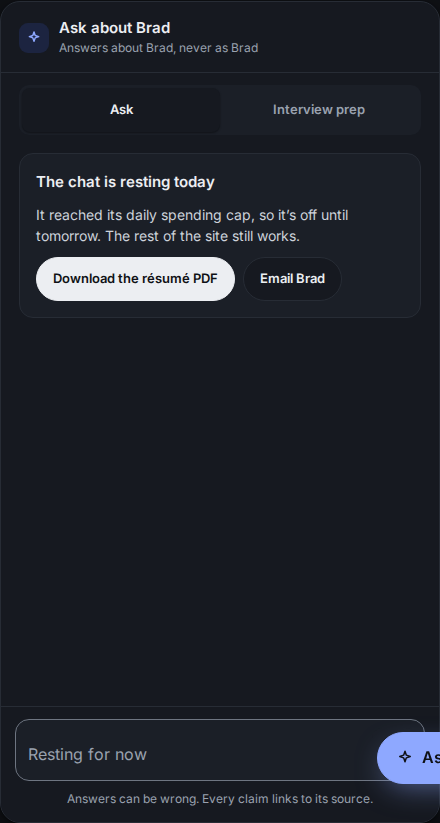 Ask about Brad
Answers about Brad, never as Brad
Ask
Interview prep
The chat is resting today
It reached its daily spending cap, so it’s off until
tomorrow. The rest of the site still works.
Download the résumé PDF
Email Brad
Resting for now
As
Answers can be wrong. Every claim links to its source.